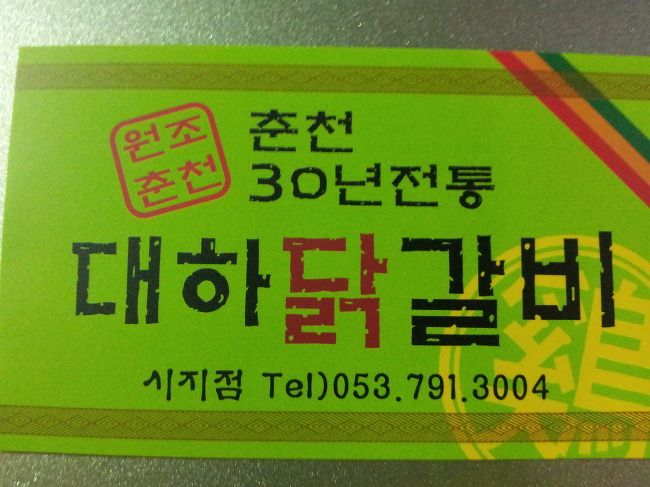 원조
춘천
춘천
30년전통
대하닭갈비
시지점 Tel)053.791.3004